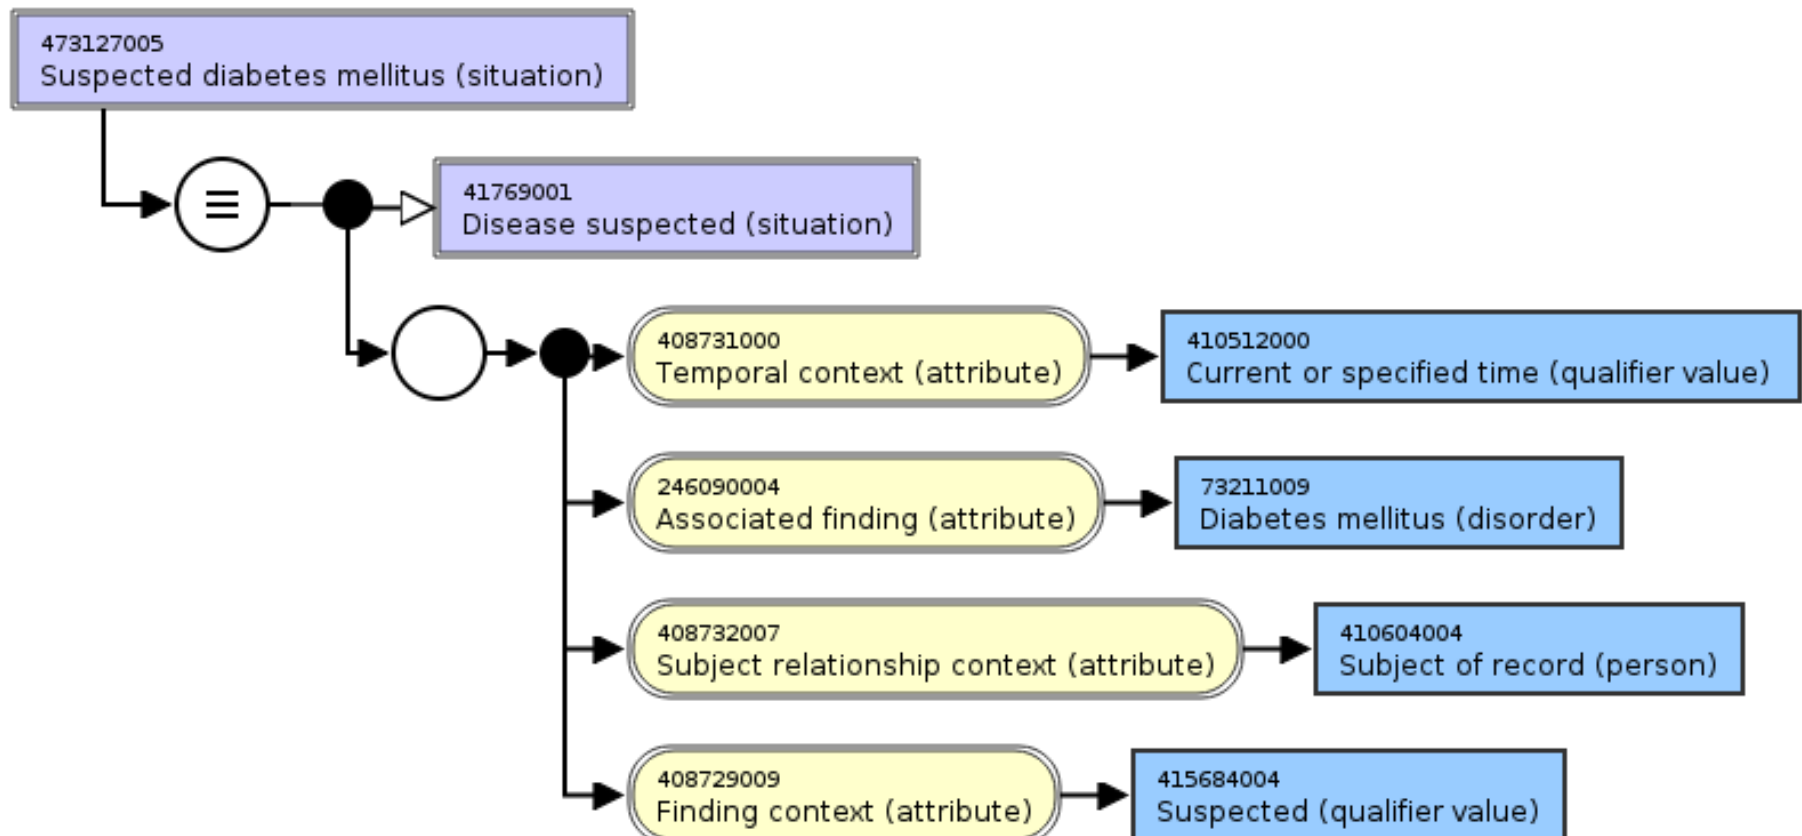 473127005
Suspected diabetes mellitus (situation)
41769001
Disease suspected (situation)
408731000
Temporal context (attribute)
410512000
Current or specified time (qualifier value)
246090004
Associated finding (attribute)
73211009
Diabetes mellitus (disorder)
408732007
Subject relationship context (attribute)
410604004
Subject of record (person)
408729009
Finding context (attribute)
415684004
Suspected (qualifier value)